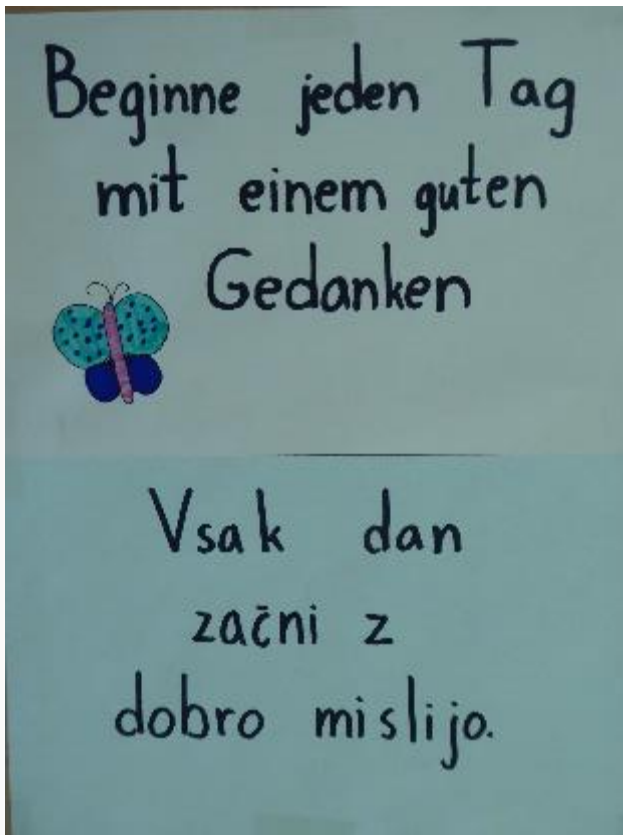 Beginne jeden Tag
mit einem guten
Gedanken
Vsak dan
začni z
dobro mislijo.